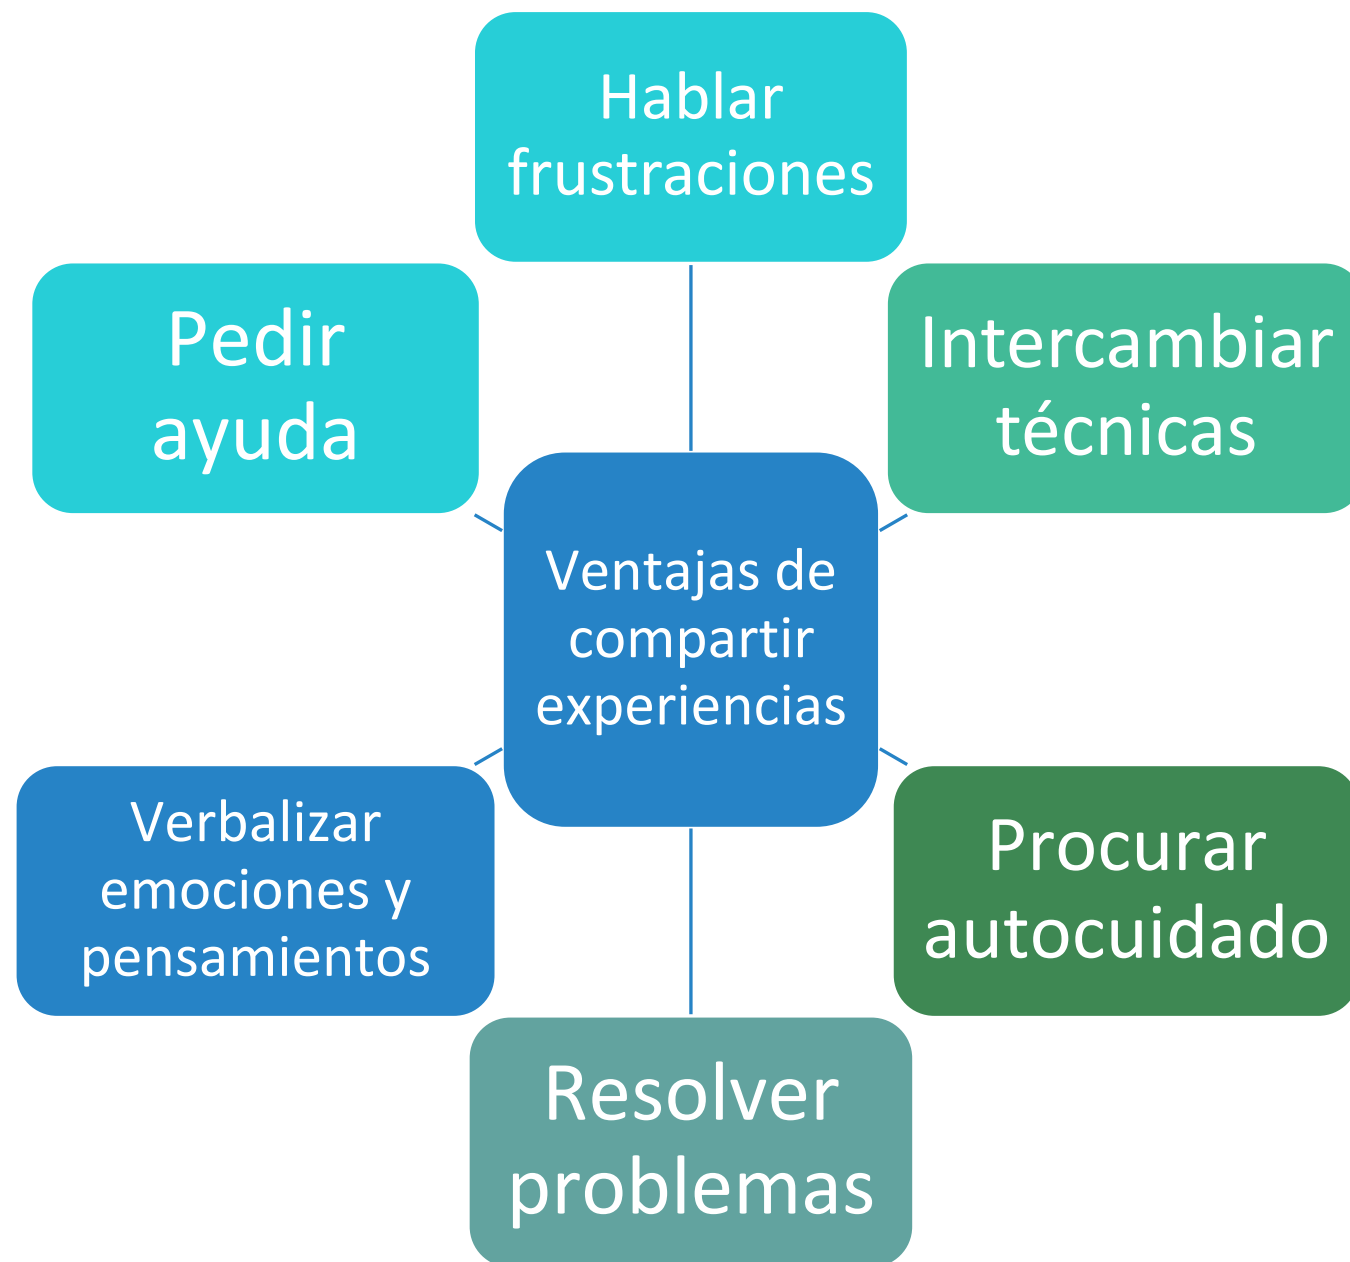 Hablar
frustraciones
Pedir
ayuda
Intercambiar
técnicas
Ventajas de
compartir
experiencias
Verbalizar
emociones y
pensamientos
Procurar
autocuidado
Resolver
problemas